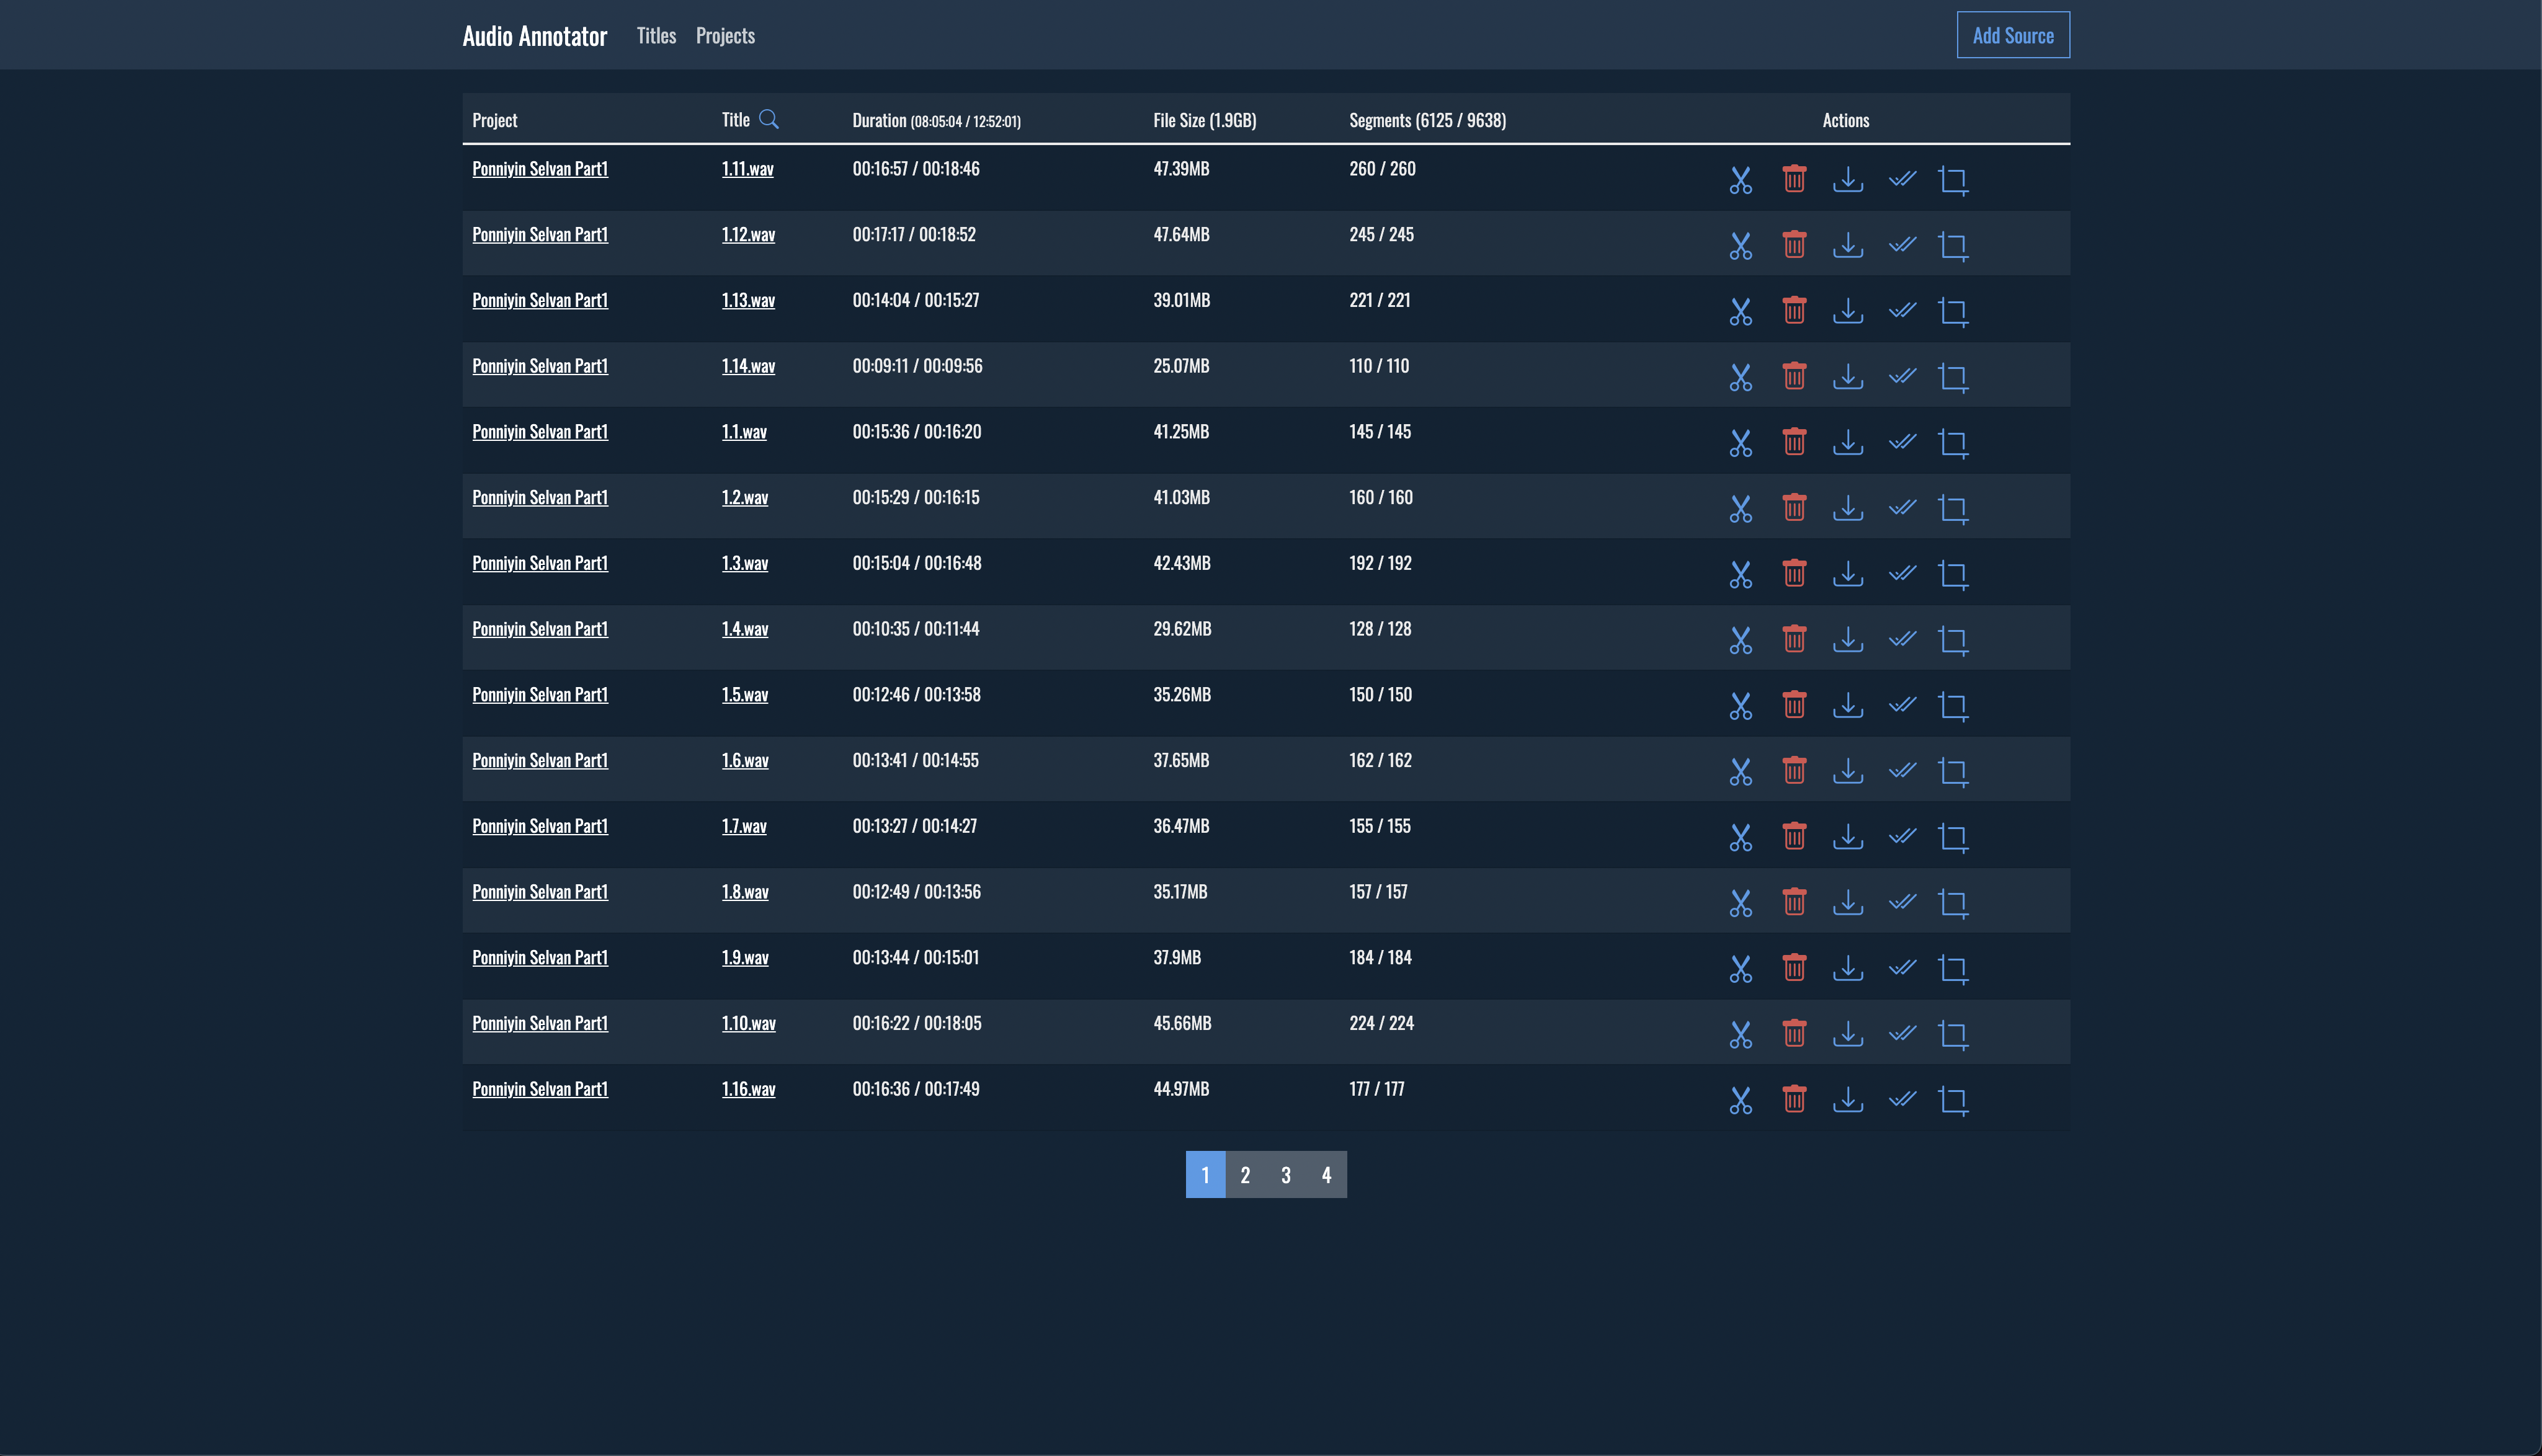 Audio Annotator Titles Projects Add Source
Project Title Duration (08:05:04 / 12:52:01) File Size (1.9GB) Segments (6125 / 9638) Actions
Ponniyin Selvan Part1 1.11.wav 00:16:57 / 00:18:46 47.39MB 260 / 260
Ponniyin Selvan Part1 1.12.wav 00:17:17 / 00:18:52 47.64MB 245 / 245
Ponniyin Selvan Part1 1.13.wav 00:14:04 / 00:15:27 39.01MB 221 / 221
Ponniyin Selvan Part1 1.14.wav 00:09:11 / 00:09:56 25.07MB 110 / 110
Ponniyin Selvan Part1 1.1.wav 00:15:36 / 00:16:20 41.25MB 145 / 145
Ponniyin Selvan Part1 1.2.wav 00:15:29 / 00:16:15 41.03MB 160 / 160
Ponniyin Selvan Part1 1.3.wav 00:15:04 / 00:16:48 42.43MB 192 / 192
Ponniyin Selvan Part1 1.4.wav 00:10:35 / 00:11:44 29.62MB 128 / 128
Ponniyin Selvan Part1 1.5.wav 00:12:46 / 00:13:58 35.26MB 150 / 150
Ponniyin Selvan Part1 1.6.wav 00:13:41 / 00:14:55 37.65MB 162 / 162
Ponniyin Selvan Part1 1.7.wav 00:13:27 / 00:14:27 36.47MB 155 / 155
Ponniyin Selvan Part1 1.8.wav 00:12:49 / 00:13:56 35.17MB 157 / 157
Ponniyin Selvan Part1 1.9.wav 00:13:44 / 00:15:01 37.9MB 184 / 184
Ponniyin Selvan Part1 1.10.wav 00:16:22 / 00:18:05 45.66MB 224 / 224
Ponniyin Selvan Part1 1.16.wav 00:16:36 / 00:17:49 44.97MB 177 / 177
1 2 3 4